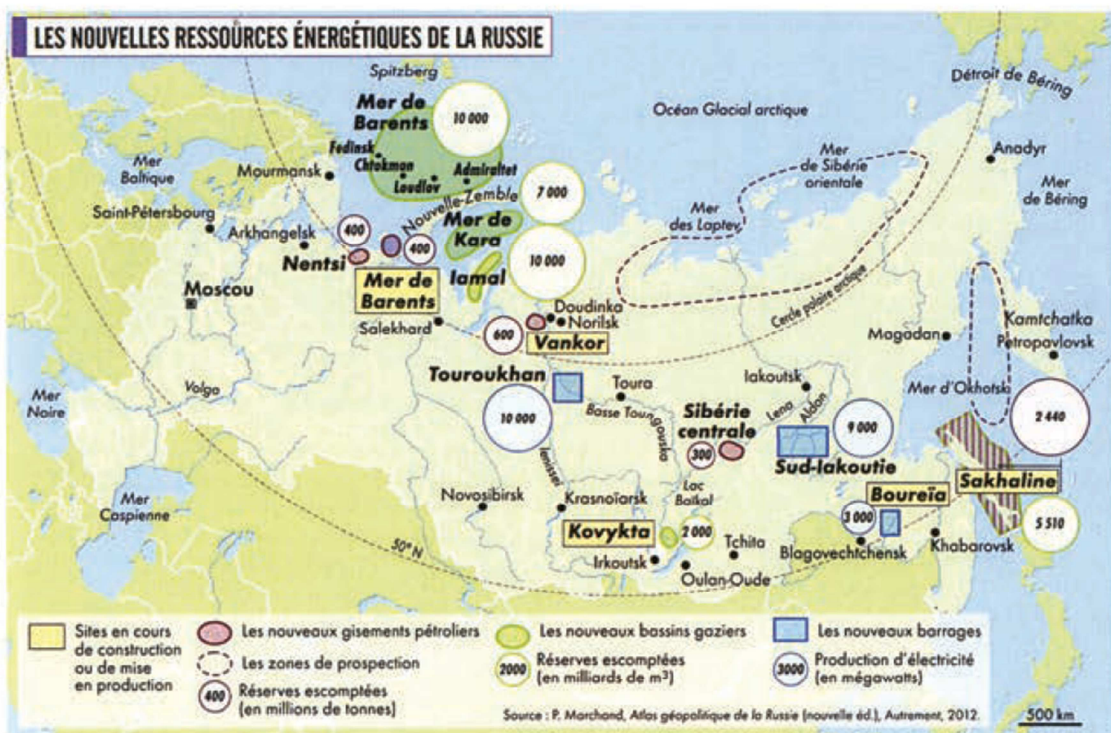 LES NOUVELLES RESSOURCES ÉNERGÉTIQUES DE LA RUSSIE
Spitzberg
Détroit de Béring
Mer de
Barents
10 000
Océan Glacial arctique
Fedinsk
Chtokmon
Loudlov
Admiraltet
Mer
Baltique
Mourmansk
Mer
de Sibérie
orientale
Anadyr
Mer
de Béring
Nouvelle-Zemble
7 000
Saint-Pétersbourg
Mer
des Laptev
Arkhangelsk
400
400
Mer
de Kara
Nentsi
Iamal
10 000
Moscou
Mer de
Barents
Doudinka
Norilsk
Cercle polaire arctique
Salekhard
600
Vankor
Magadan
Kamtchatka
Petropavlovsk
Touroukhan
Toura
Iakoutsk
Mer d'Okhotsk
Volga
Mer
Noire
Basse Toungouska
10 000
Sibérie
centrale
300
Lena
Aldan
9 000
2 440
Sud-Iakoutie
Ienisseï
Lac
Baïkal
Boureïa
Sakhaline
Novosibirsk
Krasnoïarsk
Mer
Caspienne
Kovykta
2 000
3 000
5 510
50° N
Tchita
Blagovechtchensk
Khabarovsk
Irkoutsk
Oulan-Oude
Sites en cours
de construction
ou de mise
en production
Les nouveaux gisements pétroliers
Les zones de prospection
400
Réserves escomptées
(en millions de tonnes)
Les nouveaux bassins gaziers
2000
Réserves escomptées
(en milliards de m³)
Les nouveaux barrages
3000
Production d'électricité
(en mégawatts)
Source : P. Marchand, Atlas géopolitique de la Russie (nouvelle éd.), Autrement, 2012.
500 km